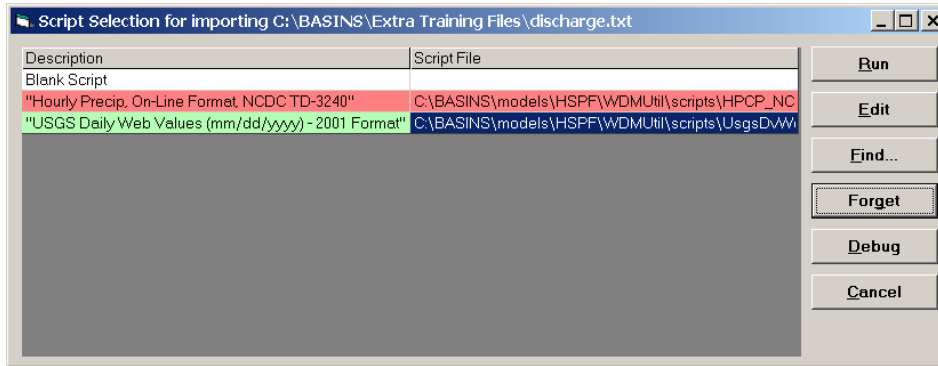 Script Selection for importing C:\BASINS\Extra Training Files\discharge.txt
Description Script File
Blank Script
"Hourly Precip, On-Line Format, NCDC TD-3240" C:\BASINS\models\HSPF\WDMUtil\scripts\HPCP_NC
"USGS Daily Web Values (mm/dd/yyyy) - 2001 Format" C:\BASINS\models\HSPF\WDMUtil\scripts\UsgsDvW
Run
Edit
Find...
Forget
Debug
Cancel